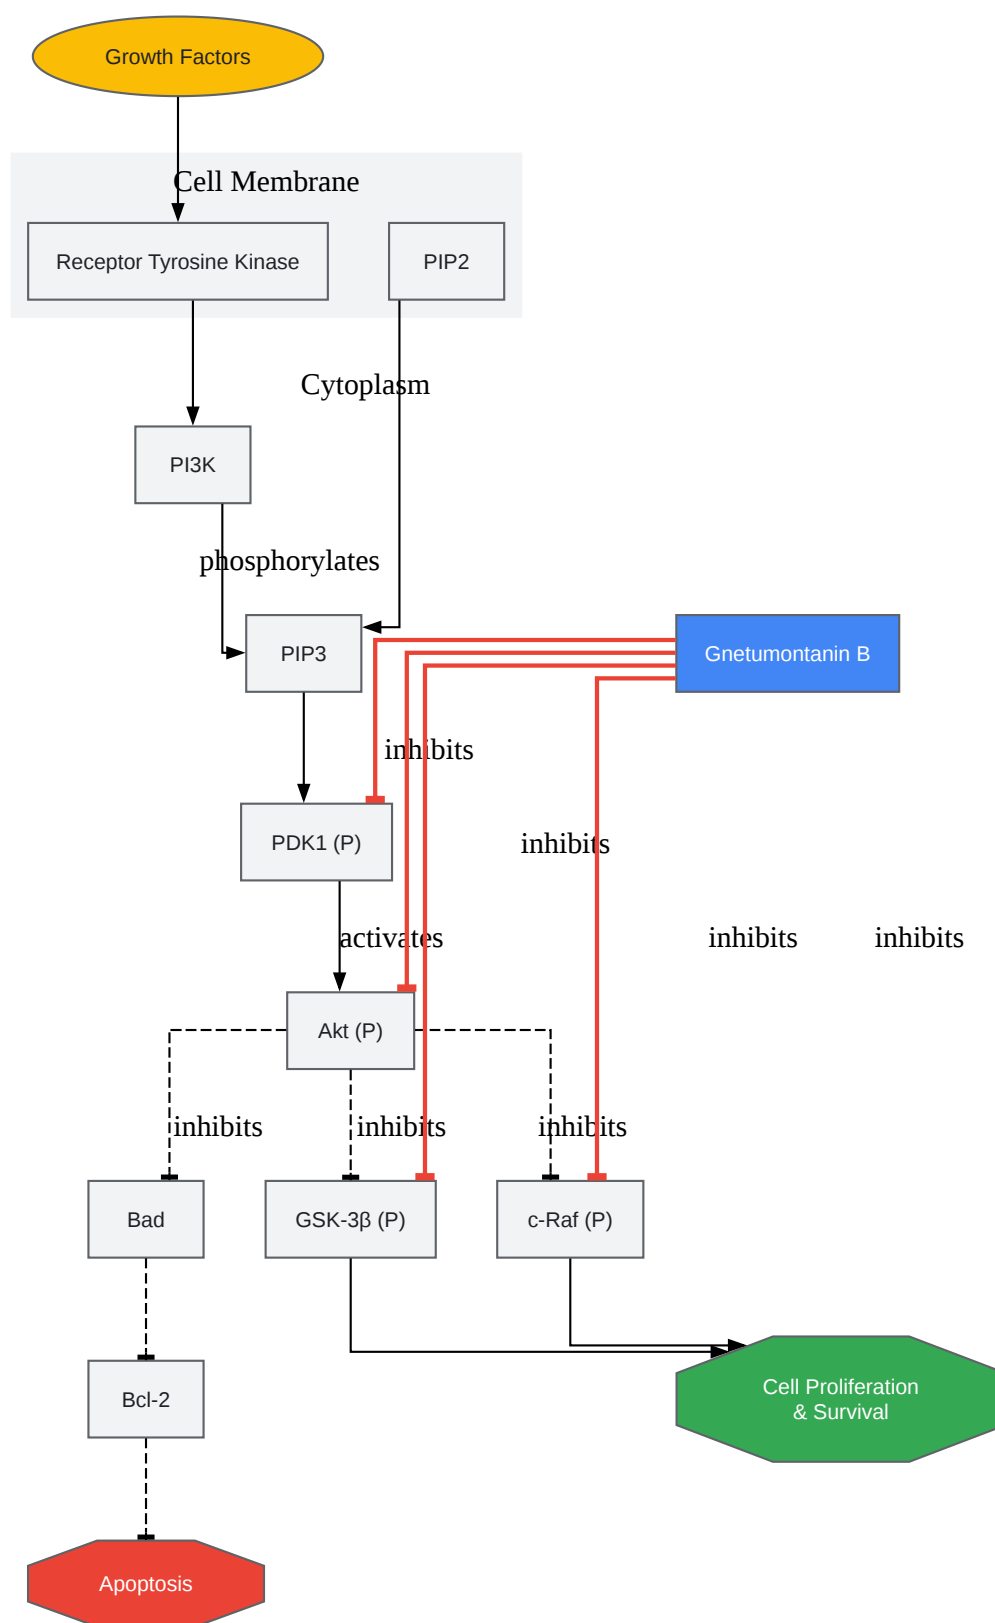 Growth Factors
Cell Membrane
Receptor Tyrosine Kinase
PIP2
Cytoplasm
PI3K
phosphorylates
PIP3
Gnetumontanin B
inhibits
PDK1 (P)
inhibits
activates
inhibits
inhibits
Akt (P)
inhibits
inhibits
inhibits
Bad
GSK-3β (P)
c-Raf (P)
Cell Proliferation
& Survival
Bcl-2
Apoptosis